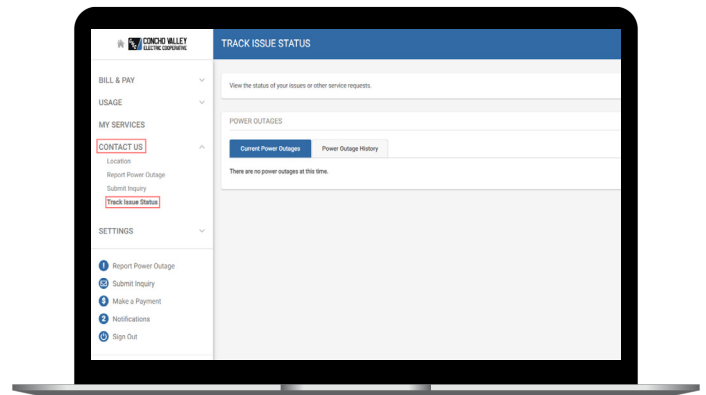 CONCHO VALLEY
ELECTRIC COOPERATIVE
TRACK ISSUE STATUS
BILL & PAY
USAGE
MY SERVICES
CONTACT US
Location
Report Power Outage
Submit Inquiry
Track Issue Status
SETTINGS
Report Power Outage
Submit Inquiry
$ Make a Payment
2 Notifications
Sign Out
View the status of your issues or other service requests.
POWER OUTAGES
Current Power Outages Power Outage History
There are no power outages at this time.